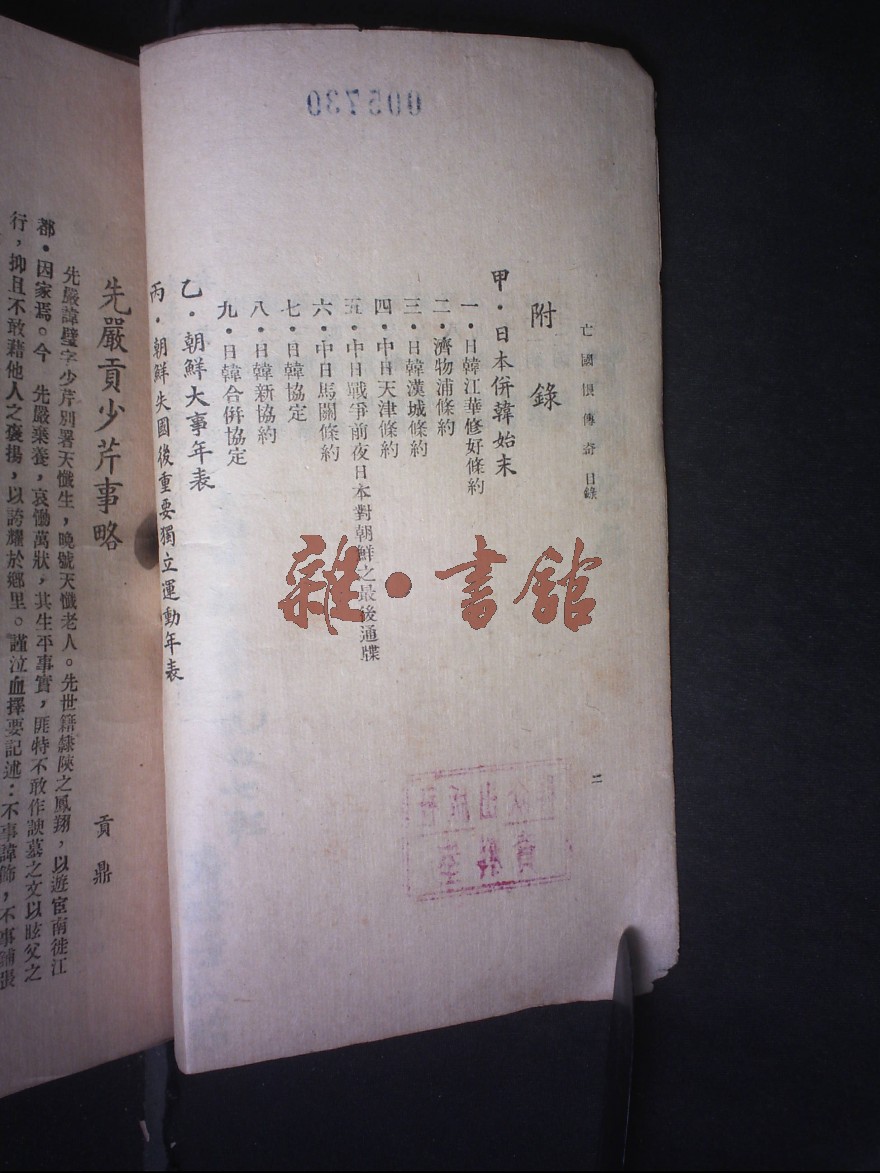 005730
亡國恨傳奇 目錄
附錄
甲・日本併韓始末
一・日韓江華修好條約
二・濟物浦條約
三・日韓漢城條約
四・中日天津條約
五・中日戰爭前夜日本對朝鮮之最後通牒
六・中日馬關條約
七・日韓協定
八・日韓新協約
九・日韓合併協定
乙・朝鮮大事年表
丙・朝鮮失國後重要獨立運動年表
二
雜・書館
先嚴貢少芹事略
貢鼎
先嚴諱璧字少芹別署天懺生,晚號天懺老人。先世籍隸陝之鳳翔,以遊宦南徙江
都・因家焉。今 先嚴棄養,哀慟萬狀,其生平事實,匪特不敢作諛墓之文以眩父之
行,抑且不敢藉他人之褒揚,以誇耀於鄉里。謹泣血擇要記述:不事諱飾,不事鋪張